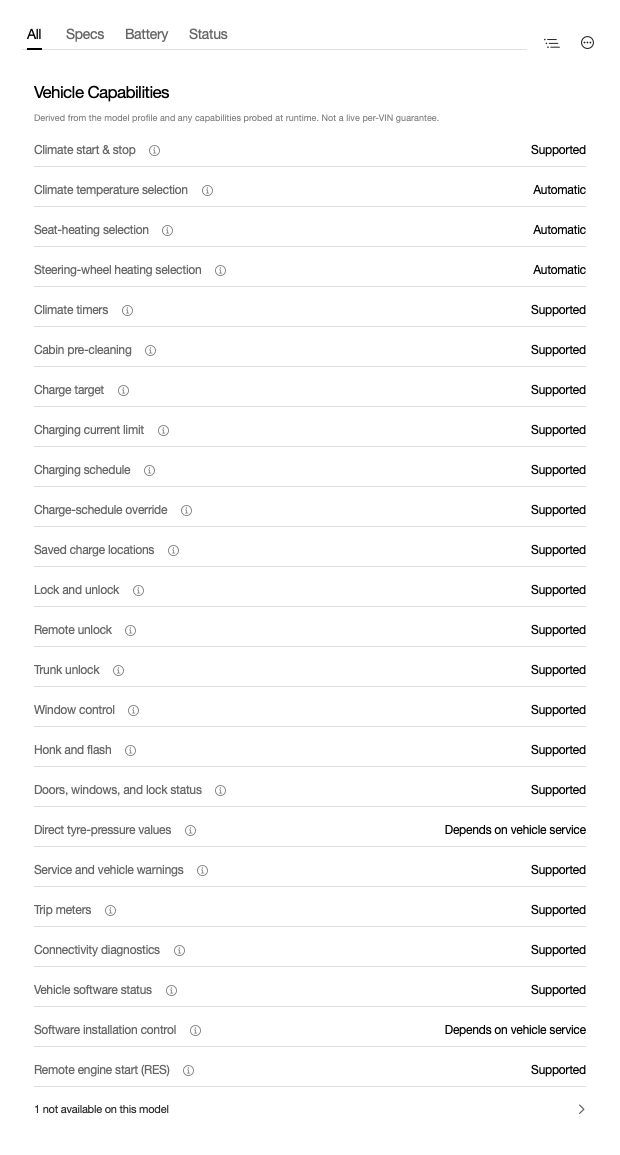 All Specs Battery Status
Vehicle Capabilities
Derived from the model profile and any capabilities probed at runtime. Not a live per-VIN guarantee.
Climate start & stop Supported
Climate temperature selection Automatic
Seat-heating selection Automatic
Steering-wheel heating selection Automatic
Climate timers Supported
Cabin pre-cleaning Supported
Charge target Supported
Charging current limit Supported
Charging schedule Supported
Charge-schedule override Supported
Saved charge locations Supported
Lock and unlock Supported
Remote unlock Supported
Trunk unlock Supported
Window control Supported
Honk and flash Supported
Doors, windows, and lock status Supported
Direct tyre-pressure values Depends on vehicle service
Service and vehicle warnings Supported
Trip meters Supported
Connectivity diagnostics Supported
Vehicle software status Supported
Software installation control Depends on vehicle service
Remote engine start (RES) Supported
1 not available on this model